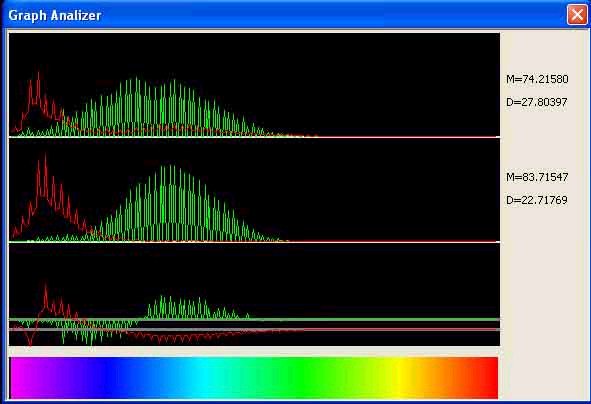 Graph Analizer
M=74.21580
D=27.80397
M=83.71547
D=22.71769